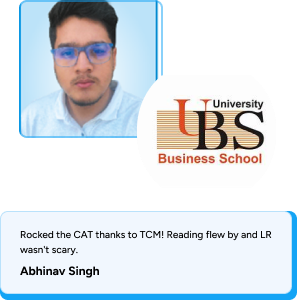 University
UBS
Business School
Rocked the CAT thanks to TCM! Reading flew by and LR
wasn't scary.
Abhinav Singh